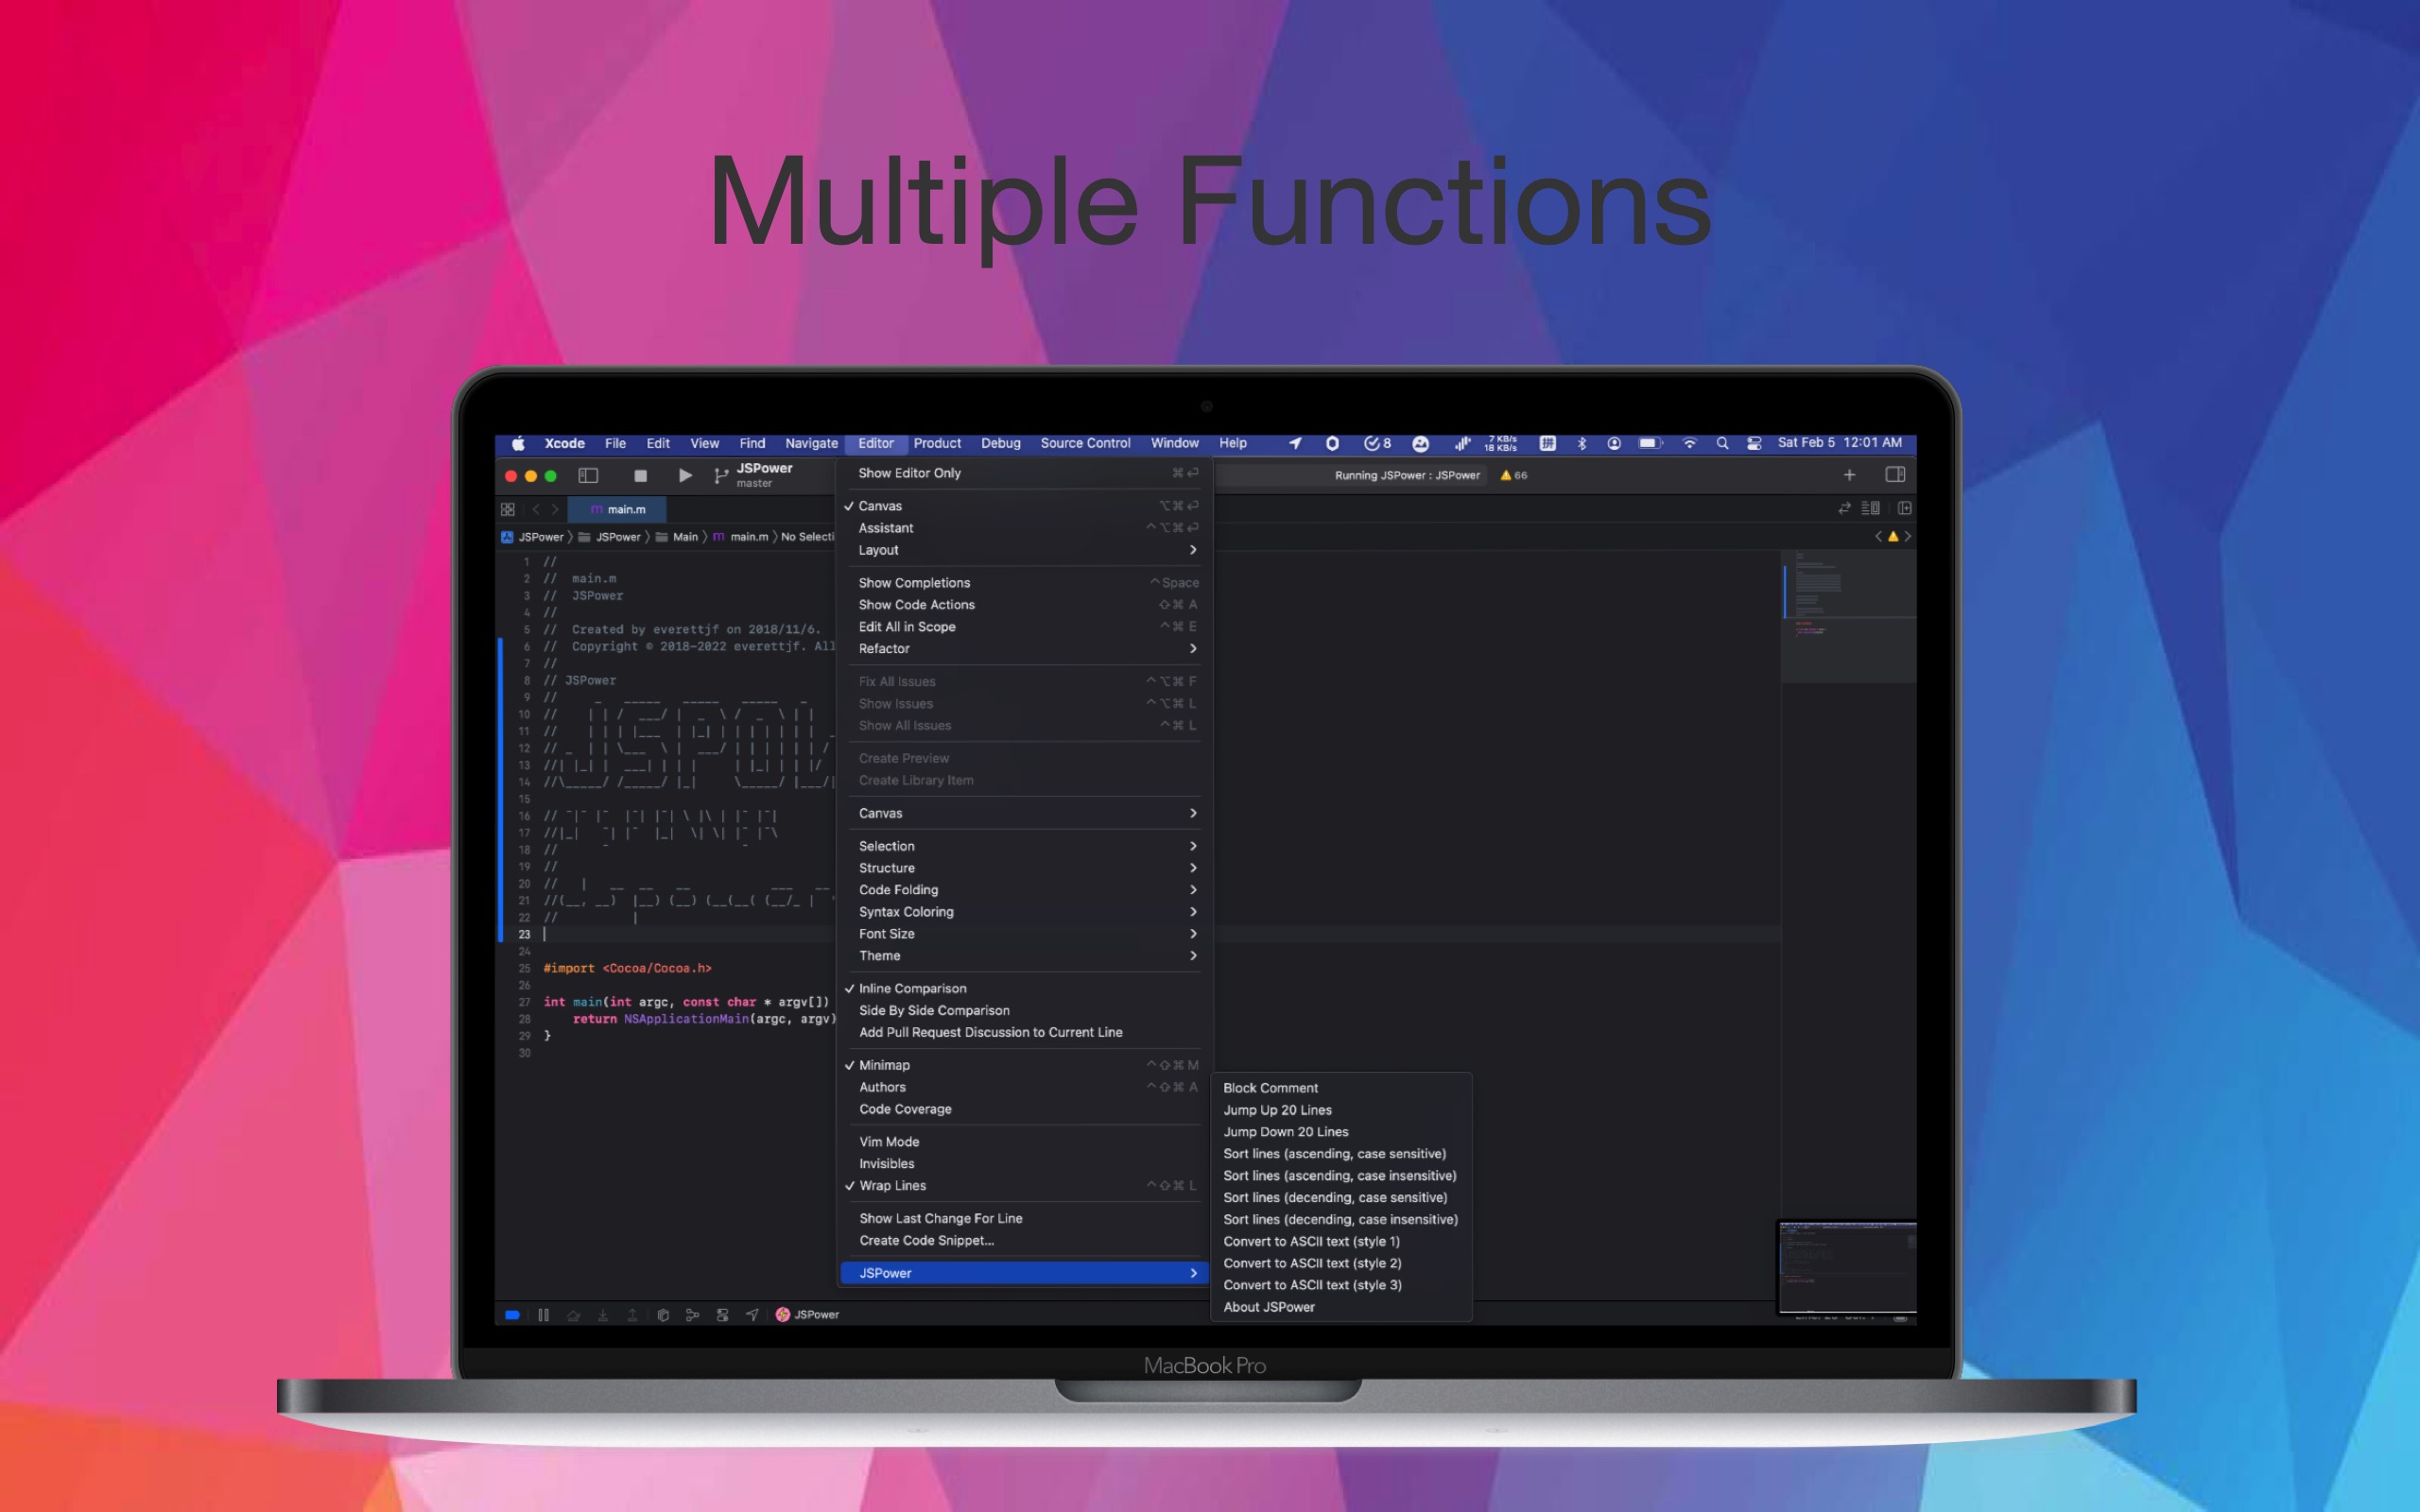 Multiple Functions
Xcode File Edit View Find Navigate Editor Product Debug Source Control Window Help 8 7 KB/s 18 KB/s 拼 Sat Feb 5 12:01 AM
JSPower
master
Running JSPower : JSPower 66
main.m
JSPower JSPower Main main.m No Selecti
1 //
2 // main.m
3 // JSPower
4 //
5 // Created by everettjf on 2018/11/6.
6 // Copyright © 2018-2022 everettjf. All
7 //
8 // JSPower
9 //
10 //
11 //
12 //
13 //
14 //
15
16 //
17 //
18 //
19 //
20 //
21 //
22 //
23
24
25 #import <Cocoa/Cocoa.h>
26
27 int main(int argc, const char * argv[])
28 return NSApplicationMain(argc, argv)
29 }
30
Show Editor Only ⌘⏎
✓ Canvas ⌥⌘⏎
Assistant ^⌥⌘⏎
Layout >
Show Completions ^Space
Show Code Actions ⇧⌘A
Edit All in Scope ^⌘E
Refactor >
Fix All Issues ^⌥⌘F
Show Issues ^⌥⌘L
Show All Issues ^⌘L
Create Preview
Create Library Item
Canvas >
Selection >
Structure >
Code Folding >
Syntax Coloring >
Font Size >
Theme >
✓ Inline Comparison
Side By Side Comparison
Add Pull Request Discussion to Current Line
✓ Minimap ^⇧⌘M
Authors ^⇧⌘A
Code Coverage
Vim Mode
Invisibles
✓ Wrap Lines ^⇧⌘L
Show Last Change For Line
Create Code Snippet...
JSPower >
Block Comment
Jump Up 20 Lines
Jump Down 20 Lines
Sort lines (ascending, case sensitive)
Sort lines (ascending, case insensitive)
Sort lines (decending, case sensitive)
Sort lines (decending, case insensitive)
Convert to ASCII text (style 1)
Convert to ASCII text (style 2)
Convert to ASCII text (style 3)
About JSPower
JSPower
MacBook Pro